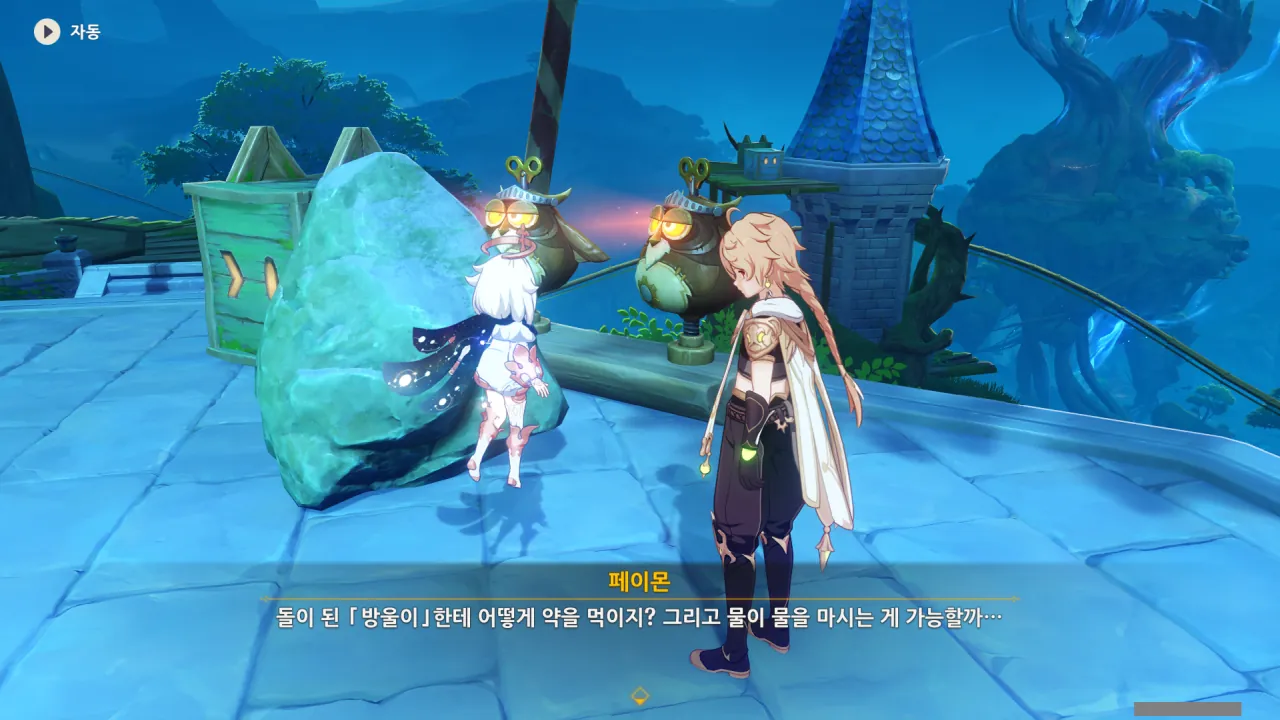 자동
페이몬
돌이 된 「방울이」한테 어떻게 약을 먹이지? 그리고 물이 물을 마시는 게 가능할까…